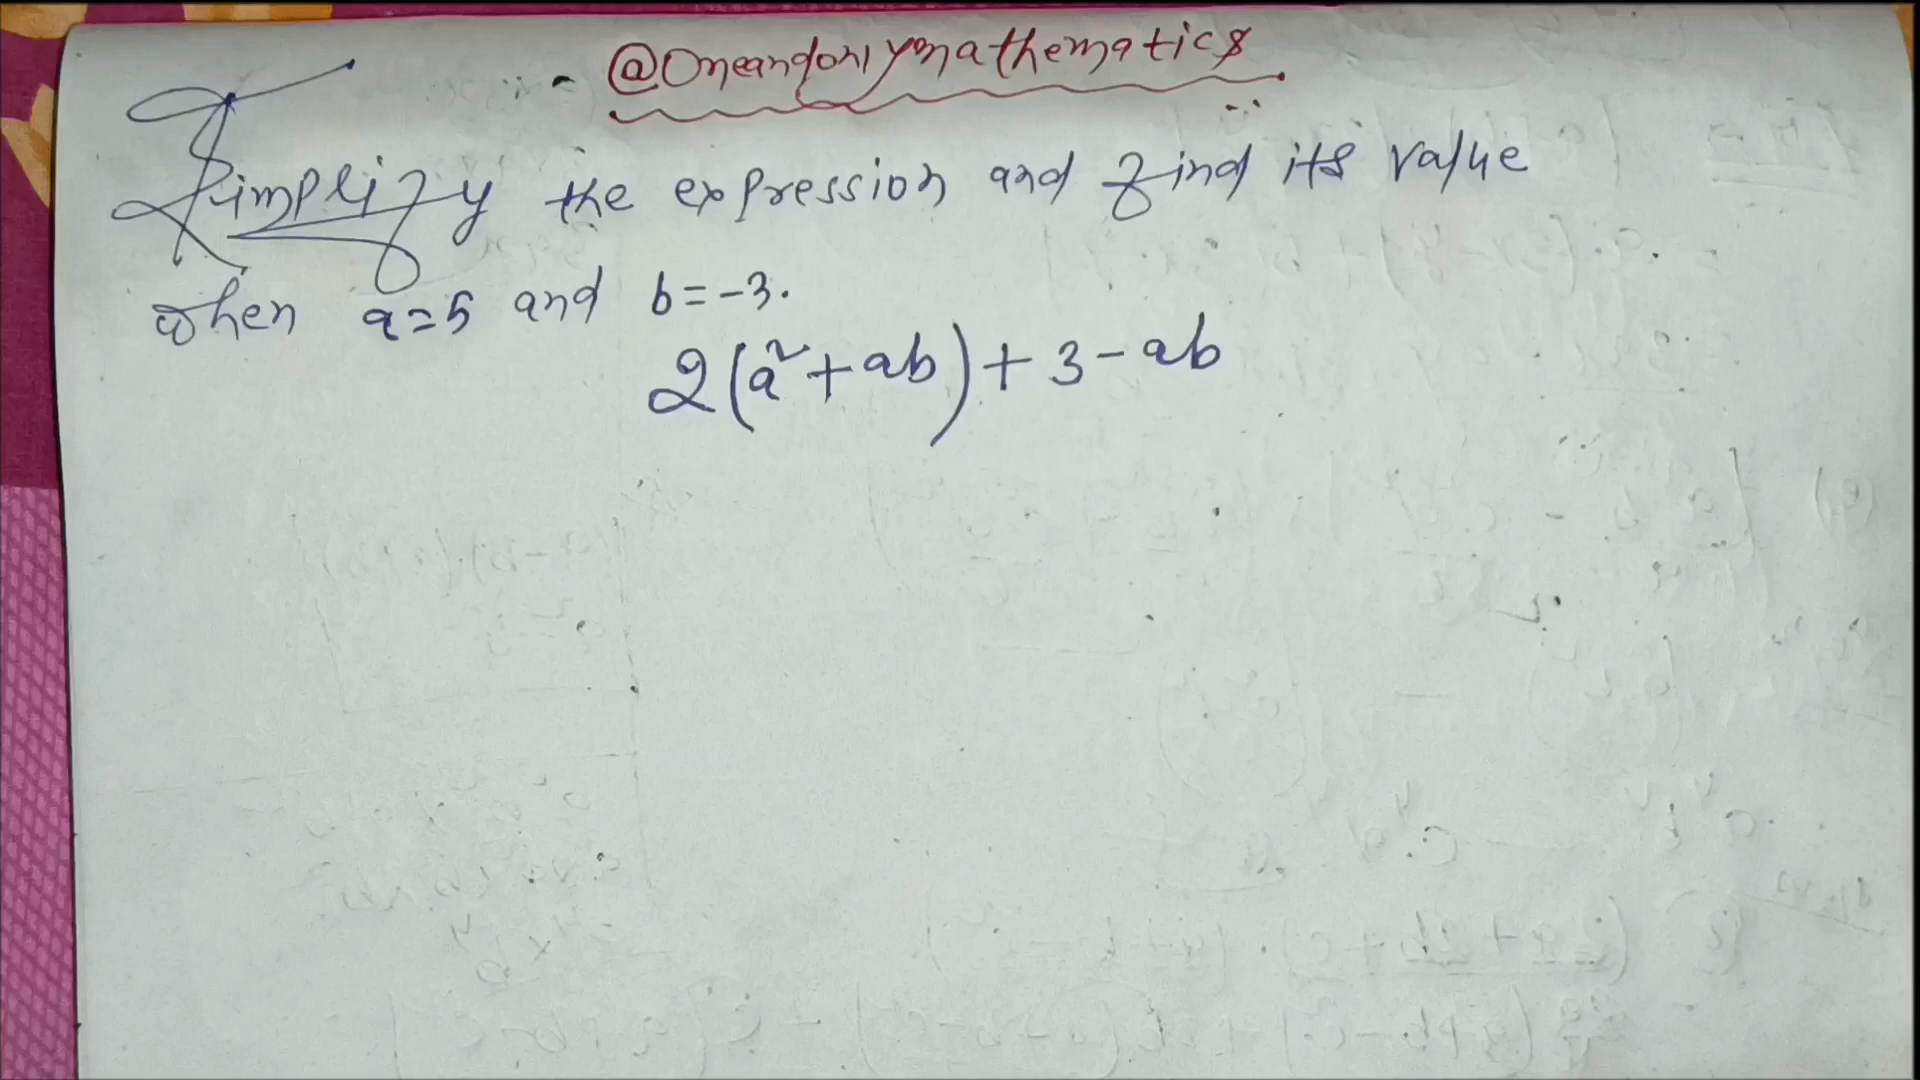 @Oneandonlymathematics
Simplify the expression and find its value
when a=5 and b=-3.
2(a²+ab)+3-ab